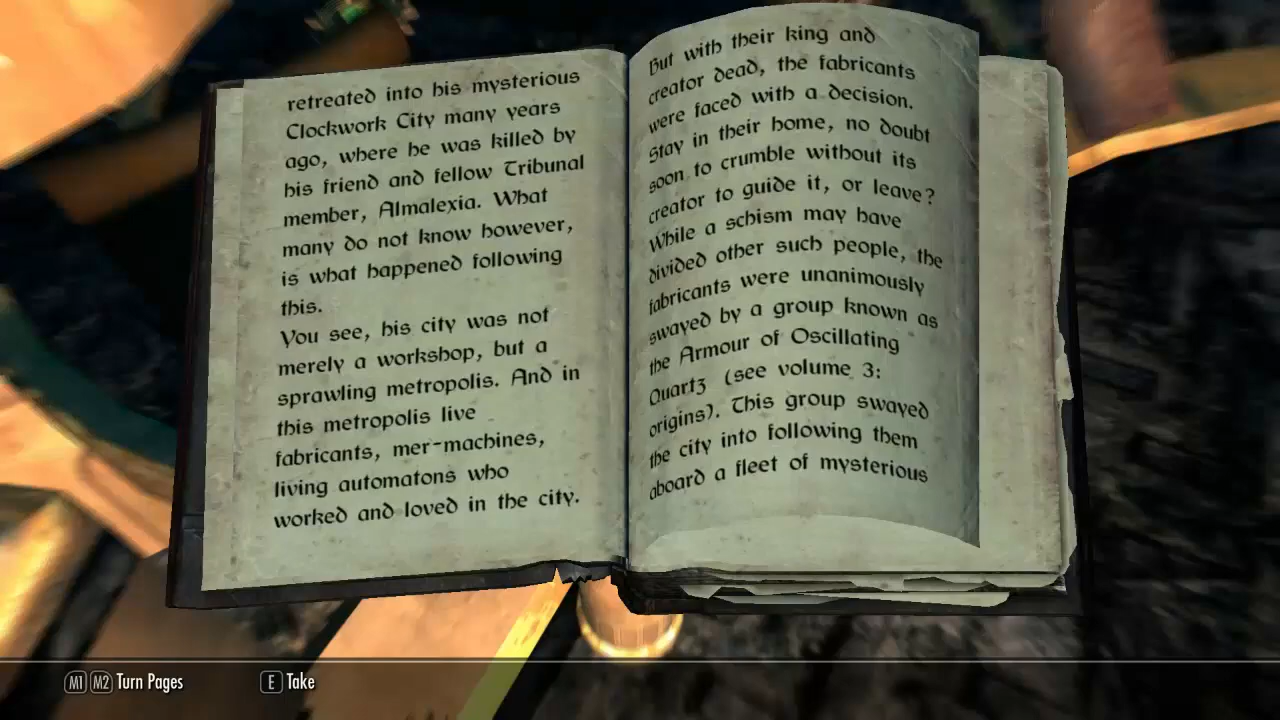 retreated into his mysterious
Clockwork City many years
ago, where he was killed by
his friend and fellow Tribunal
member, Almalexia. What
many do not know however,
is what happened following
this.
You see, his city was not
merely a workshop, but a
sprawling metropolis. And in
this metropolis live
fabricants, mer-machines,
living automatons who
worked and loved in the city.
But with their king and
creator dead, the fabricants
were faced with a decision.
Stay in their home, no doubt
soon to crumble without its
creator to guide it, or leave?
While a schism may have
divided other such people, the
fabricants were unanimously
swayed by a group known as
the Armour of Oscillating
Quartz (see volume 3:
origins). This group swayed
the city into following them
aboard a fleet of mysterious
M1 M2 Turn Pages
E Take